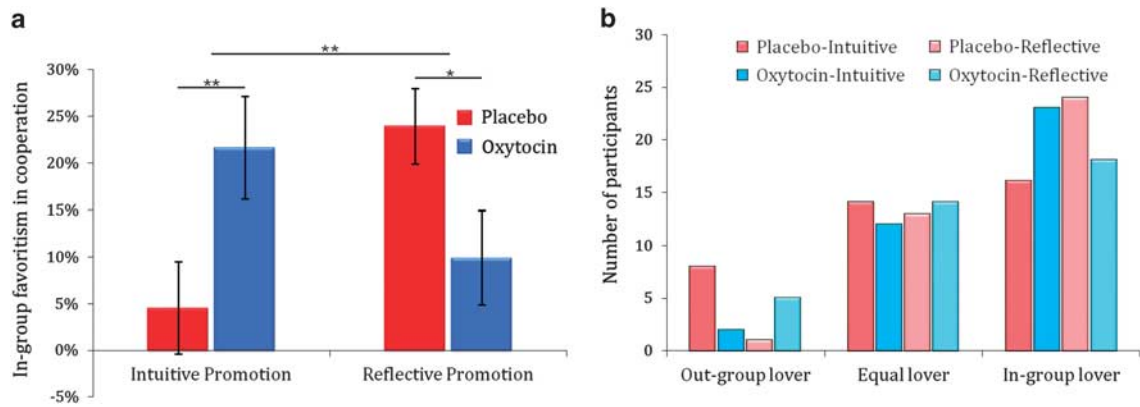 a
**
30%
25%
20%
15%
10%
5%
0%
-5%
In-group favoritism in cooperation
**
*
Placebo
Oxytocin
Intuitive Promotion
Reflective Promotion
b
30
25
20
15
10
5
0
Number of participants
Placebo-Intuitive
Placebo-Reflective
Oxytocin-Intuitive
Oxytocin-Reflective
Out-group lover
Equal lover
In-group lover